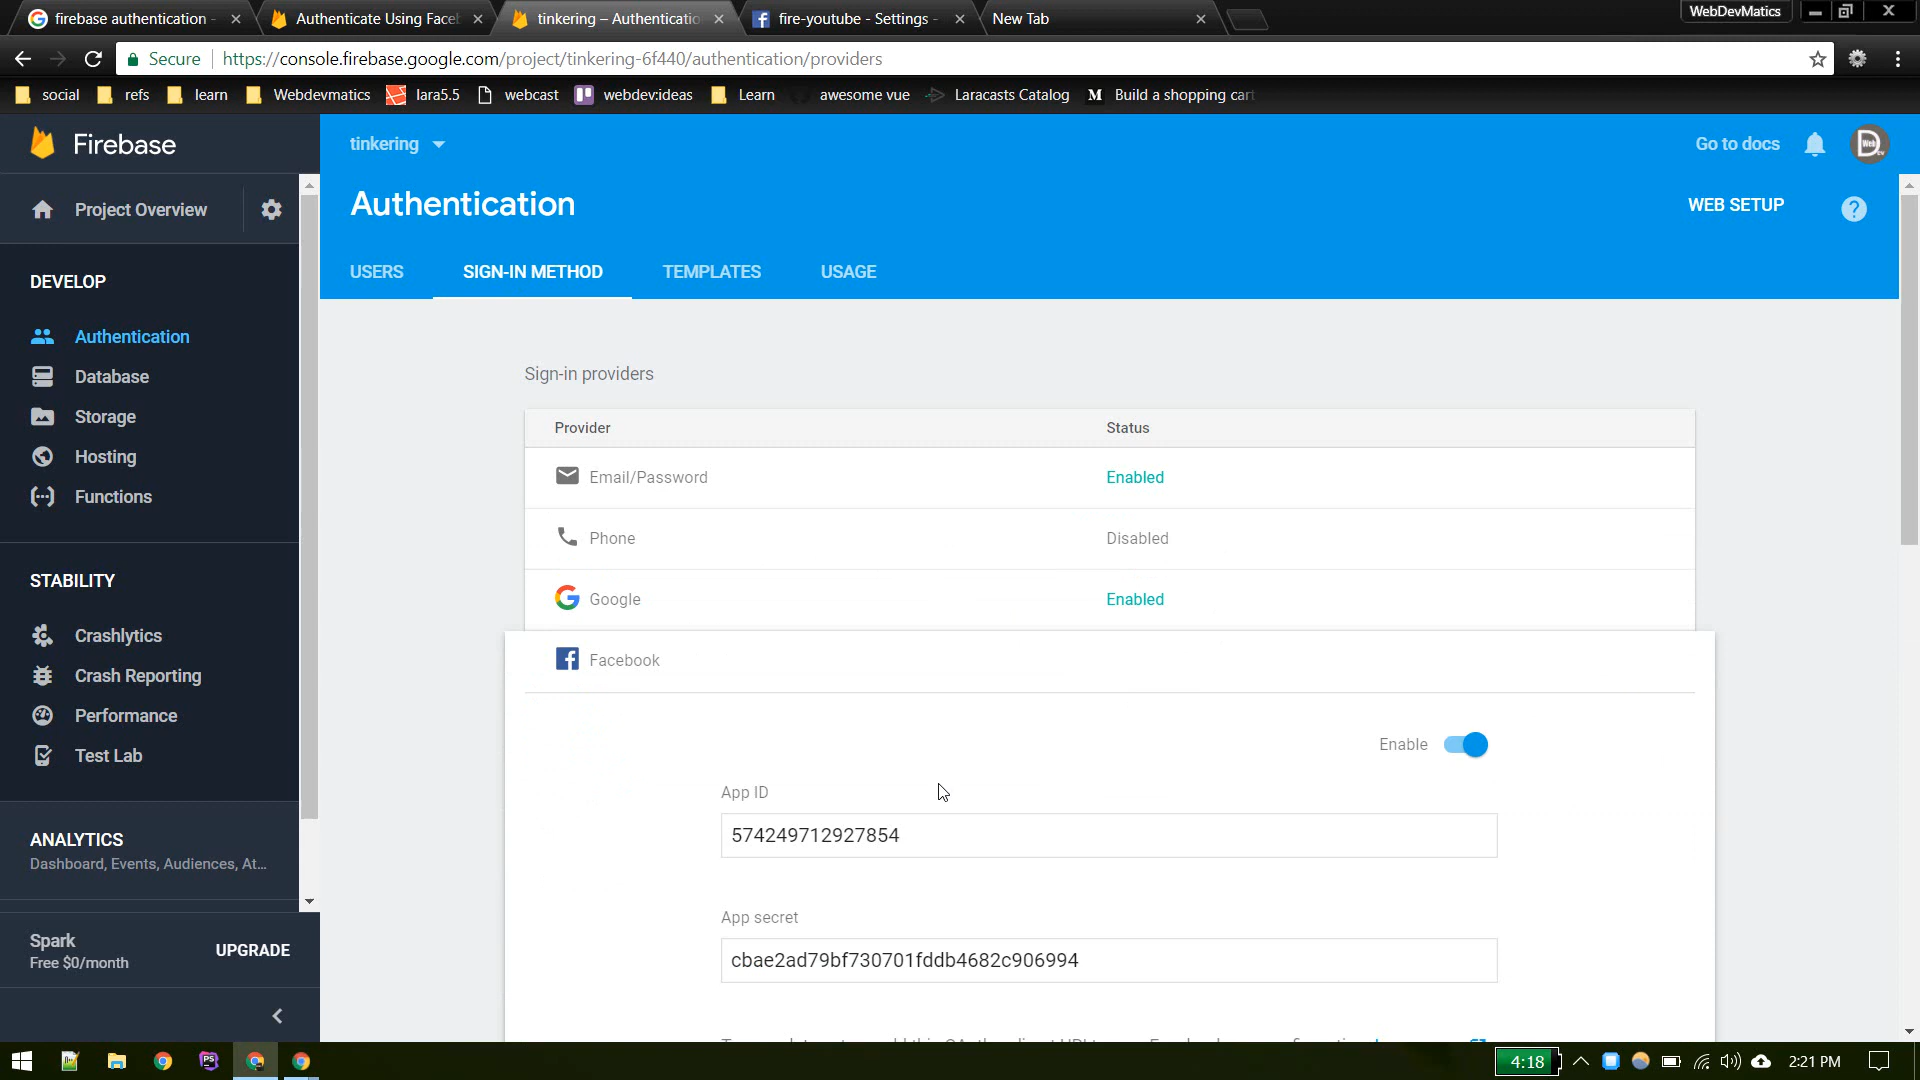 firebase authentication -
Authenticate Using Faceb
tinkering – Authenticatio
fire-youtube - Settings -
New Tab
WebDevMatics
Secure
https://console.firebase.google.com/project/tinkering-6f440/authentication/providers
social
refs
learn
Webdevmatics
lara5.5
webcast
webdev:ideas
Learn
awesome vue
Laracasts Catalog
M Build a shopping cart
Firebase
tinkering
Go to docs
Project Overview
Authentication
WEB SETUP
USERS
SIGN-IN METHOD
TEMPLATES
USAGE
DEVELOP
Authentication
Database
Storage
Hosting
Functions
STABILITY
Crashlytics
Crash Reporting
Performance
Test Lab
ANALYTICS
Dashboard, Events, Audiences, At...
Spark
Free $0/month
UPGRADE
Sign-in providers
Provider
Status
Email/Password
Enabled
Phone
Disabled
Google
Enabled
Facebook
Enable
App ID
574249712927854
App secret
cbae2ad79bf730701fddb4682c906994
4:18
2:21 PM